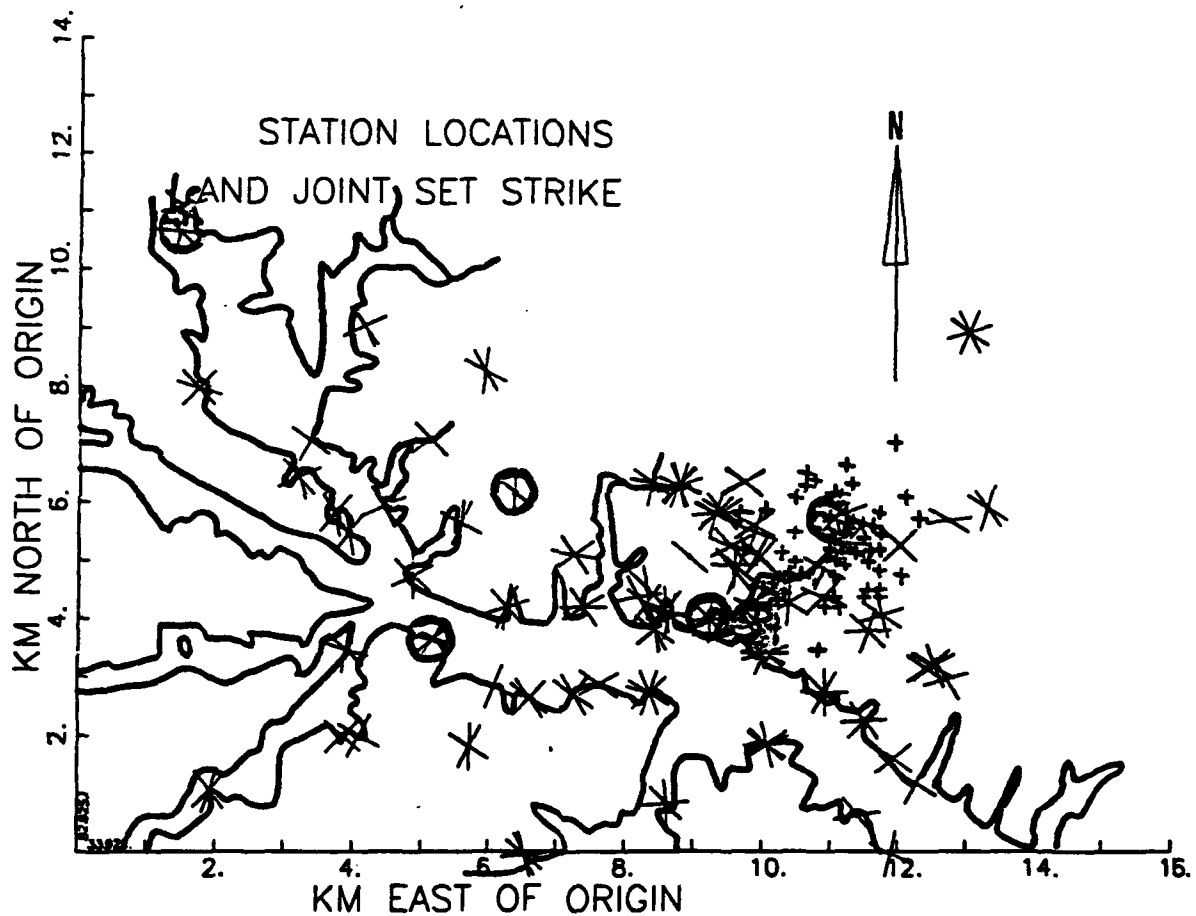 14.
STATION LOCATIONS
12.
N
AND JOINT SET STRIKE
10.
KM NORTH OF ORIGIN
8.
6.
4.
2.
2. 4. 6. 8. 10. 12. 14. 16.
KM EAST OF ORIGIN